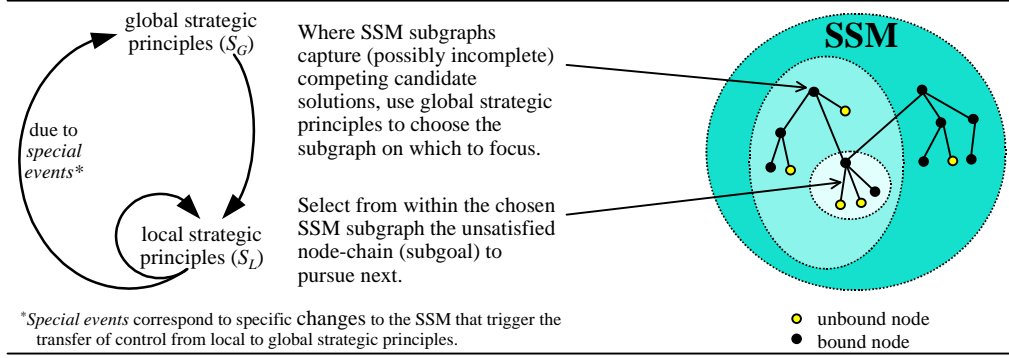 global strategic
principles (S_G)
due to
special
events*
local strategic
principles (S_L)
Where SSM subgraphs
capture (possibly incomplete)
competing candidate
solutions, use global strategic
principles to choose the
subgraph on which to focus.
Select from within the chosen
SSM subgraph the unsatisfied
node-chain (subgoal) to
pursue next.
SSM
*Special events correspond to specific changes to the SSM that trigger the
transfer of control from local to global strategic principles.
unbound node
bound node